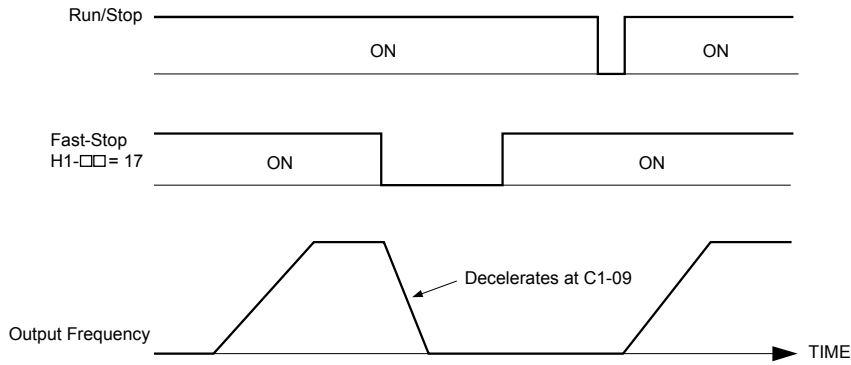 Run/Stop
ON
ON
Fast-Stop
H1-□□= 17
ON
ON
Decelerates at C1-09
Output Frequency
TIME